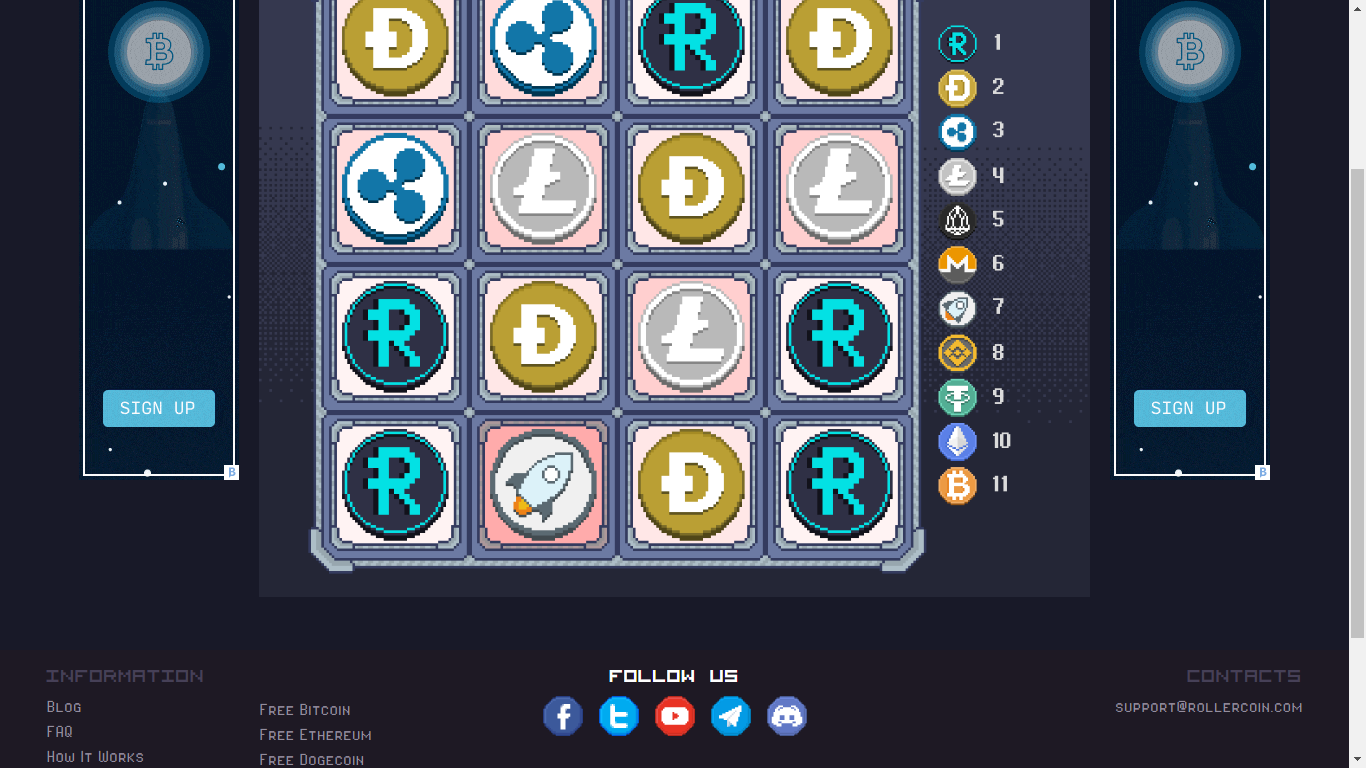 1
2
3
4
5
6
7
8
9
10
11
SIGN UP
SIGN UP
INFORMATION
Blog
FAQ
How It Works
Free Bitcoin
Free Ethereum
Free Dogecoin
FOLLOW US
CONTACTS
support@rollercoin.com